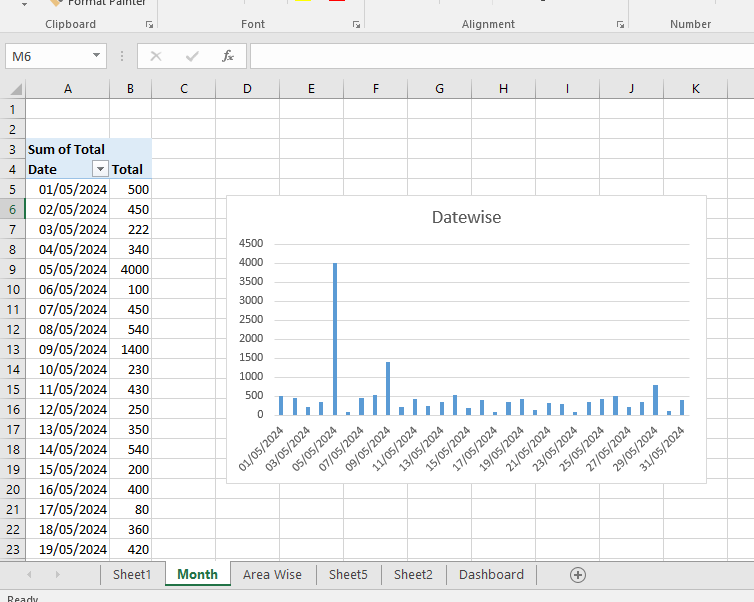 Format Painter
Clipboard Font Alignment Number
M6 fx
A B C D E F G H I J K
1
2
3 Sum of Total
4 Date Total
5 01/05/2024 500
6 02/05/2024 450
7 03/05/2024 222
8 04/05/2024 340
9 05/05/2024 4000
10 06/05/2024 100
11 07/05/2024 450
12 08/05/2024 540
13 09/05/2024 1400
14 10/05/2024 230
15 11/05/2024 430
16 12/05/2024 250
17 13/05/2024 350
18 14/05/2024 540
19 15/05/2024 200
20 16/05/2024 400
21 17/05/2024 80
22 18/05/2024 360
23 19/05/2024 420
Datewise
4500
4000
3500
3000
2500
2000
1500
1000
500
0
01/05/2024 03/05/2024 05/05/2024 07/05/2024 09/05/2024 11/05/2024 13/05/2024 15/05/2024 17/05/2024 19/05/2024 21/05/2024 23/05/2024 25/05/2024 27/05/2024 29/05/2024 31/05/2024
Sheet1 Month Area Wise Sheet5 Sheet2 Dashboard
Ready